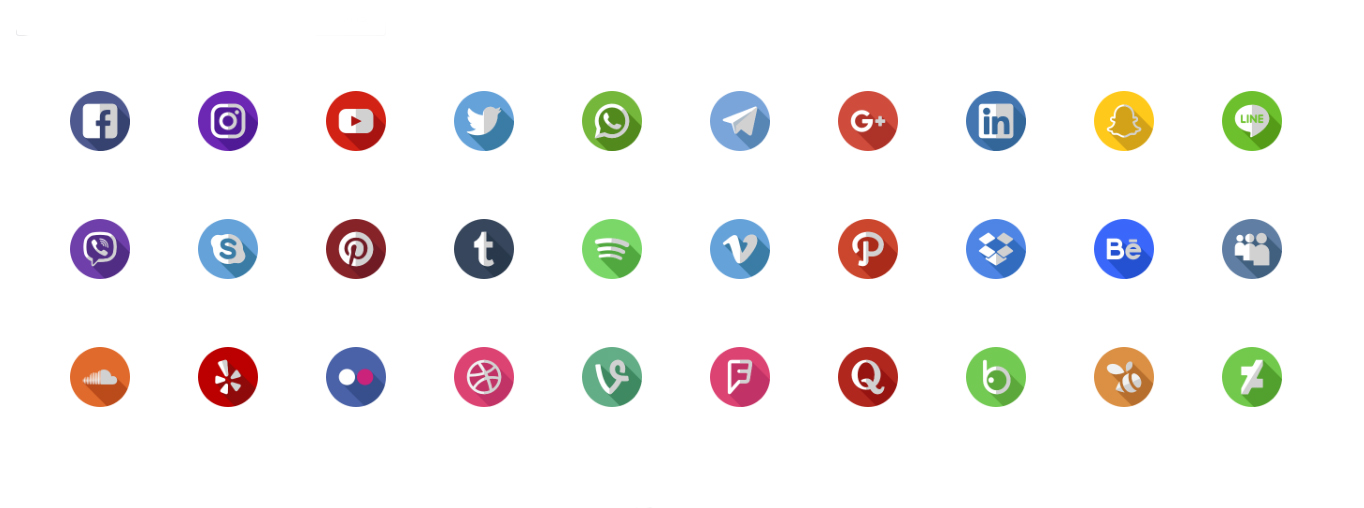 f G+ in LINE
S t Bē
Q b